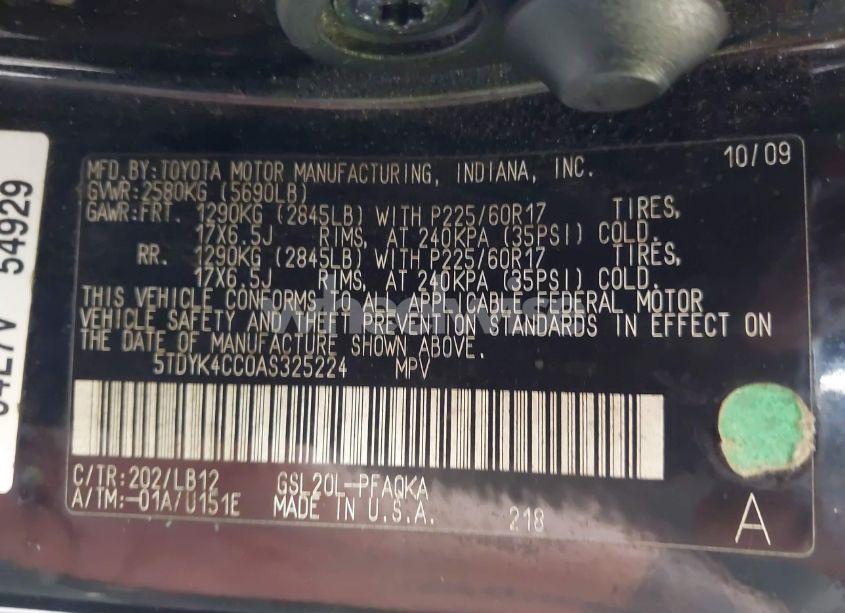 10/09
MFD.BY:TOYOTA MOTOR MANUFACTURING, INDIANA, INC.
GVWR:2580KG (5690LB)
GAWR:FRT. 1290KG (2845LB) WITH P225/60R17 TIRES,
17X6.5J RIMS, AT 240KPA (35PSI) COLD.
RR. 1290KG (2845LB) WITH P225/60R17 TIRES,
17X6.5J RIMS, AT 240KPA (35PSI) COLD.
THIS VEHICLE CONFORMS TO ALL APPLICABLE FEDERAL MOTOR
VEHICLE SAFETY AND THEFT PREVENTION STANDARDS IN EFFECT ON
THE DATE OF MANUFACTURE SHOWN ABOVE.
5TDYK4CC0AS325224 MPV
C/TR:202/LB12 GSL20L-PFAQKA
A/TM:-01A/U151E MADE IN U.S.A. 218
A
54929